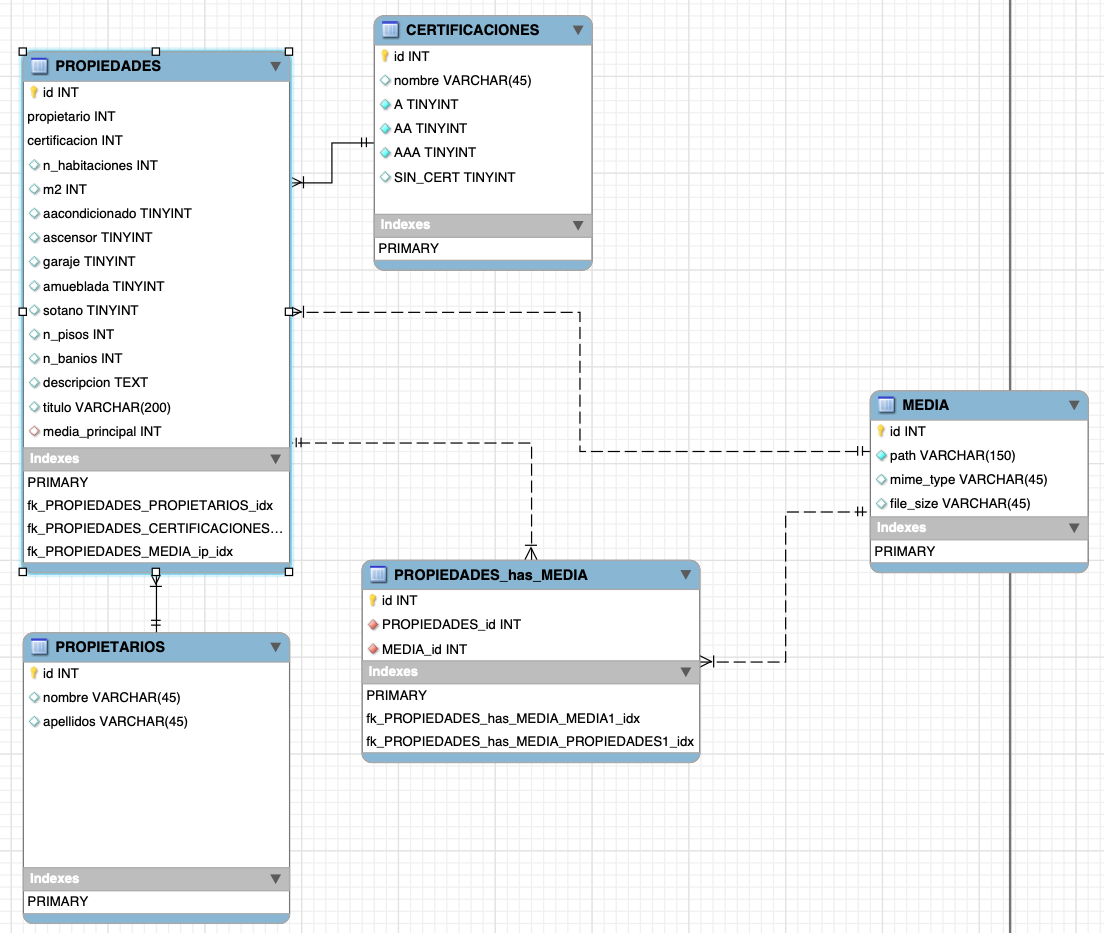 PROPIEDADES
id INT
propietario INT
certificacion INT
n_habitaciones INT
m2 INT
aacondicionado TINYINT
ascensor TINYINT
garaje TINYINT
amueblada TINYINT
sotano TINYINT
n_pisos INT
n_banios INT
descripcion TEXT
titulo VARCHAR(200)
media_principal INT
Indexes
PRIMARY
fk_PROPIEDADES_PROPIETARIOS_idx
fk_PROPIEDADES_CERTIFICACIONES...
fk_PROPIEDADES_MEDIA_ip_idx
CERTIFICACIONES
id INT
nombre VARCHAR(45)
A TINYINT
AA TINYINT
AAA TINYINT
SIN_CERT TINYINT
Indexes
PRIMARY
MEDIA
id INT
path VARCHAR(150)
mime_type VARCHAR(45)
file_size VARCHAR(45)
Indexes
PRIMARY
PROPIEDADES_has_MEDIA
id INT
PROPIEDADES_id INT
MEDIA_id INT
Indexes
PRIMARY
fk_PROPIEDADES_has_MEDIA_MEDIA1_idx
fk_PROPIEDADES_has_MEDIA_PROPIEDADES1_idx
PROPIETARIOS
id INT
nombre VARCHAR(45)
apellidos VARCHAR(45)
Indexes
PRIMARY